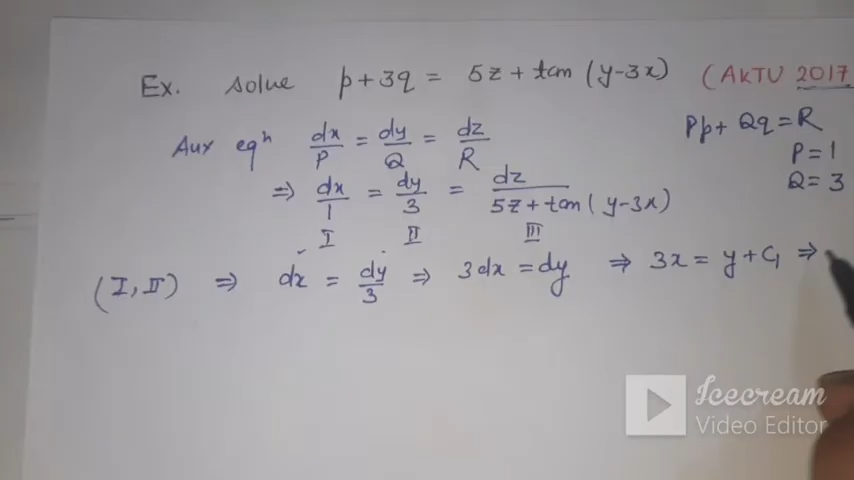 Ex. solve p+3q = 5z+tan(y-3x) (AKTU 2017
Aux eqⁿ dx/P = dy/Q = dz/R
Pp+ Qq = R
P = 1
Q = 3
⇒ dx/1 = dy/3 = dz/5z+tan(y-3x)
I II III
(I, II) ⇒ dx = dy/3 ⇒ 3dx = dy ⇒ 3x = y+C₁ ⇒
Icecream
Video Editor